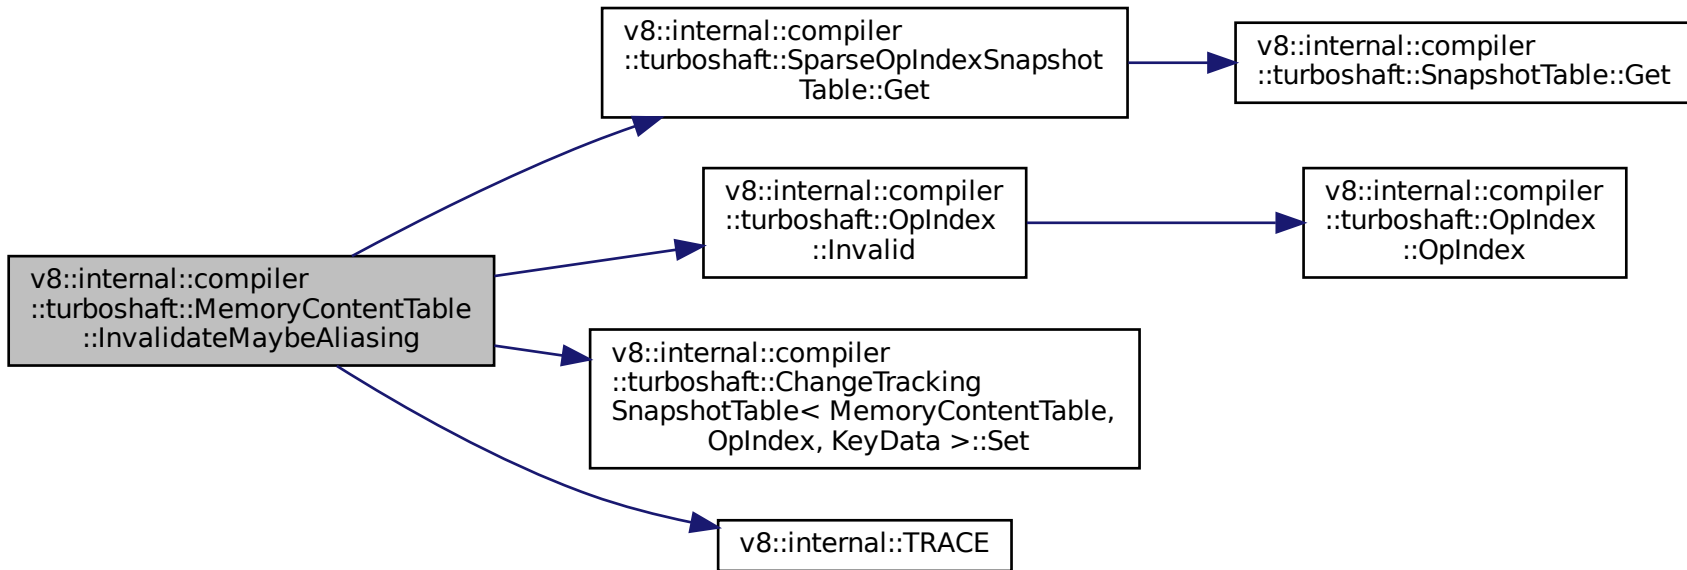 v8::internal::compiler
::turboshaft::MemoryContentTable
::InvalidateMaybeAliasing
v8::internal::compiler
::turboshaft::SparseOpIndexSnapshot
Table::Get
v8::internal::compiler
::turboshaft::SnapshotTable::Get
v8::internal::compiler
::turboshaft::OpIndex
::Invalid
v8::internal::compiler
::turboshaft::OpIndex
::OpIndex
v8::internal::compiler
::turboshaft::ChangeTracking
SnapshotTable< MemoryContentTable,
OpIndex, KeyData >::Set
v8::internal::TRACE